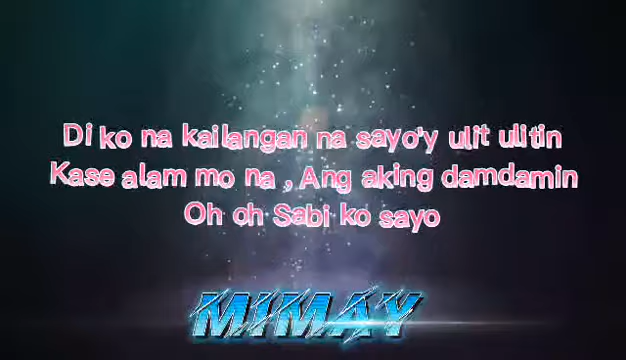 Di ko na kailangan na sayo'y ulit ulitin
Kase alam mo na , Ang aking damdamin
Oh oh Sabi ko sayo
MIMAY